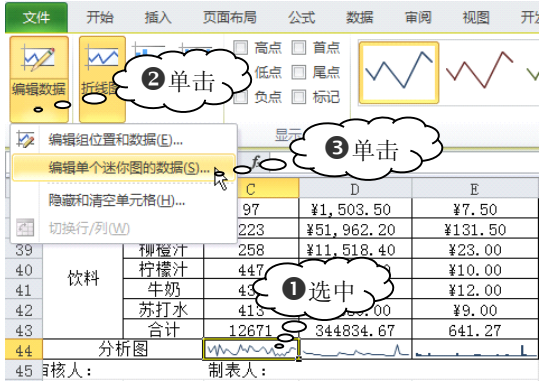 文件 开始 插入 页面布局 公式 数据 审阅 视图 开
编辑数据 折线图
高点 首点
低点 尾点
负点 标记
显示
❷单击
编辑组位置和数据(E)...
编辑单个迷你图的数据(S)...
隐藏和清空单元格(H)...
切换行/列(W)
❸单击
fx
C D E
97 ¥1,503.50 ¥7.50
223 ¥51,962.20 ¥131.50
39 柳橙汁 258 ¥11,518.40 ¥23.00
40 饮料 柠檬汁 447 ¥10.00
41 牛奶 ¥12.00
42 苏打水 413 ¥9.00
❶选中
43 合计 12671 344834.67 641.27
44 分析图
45 审核人： 制表人：